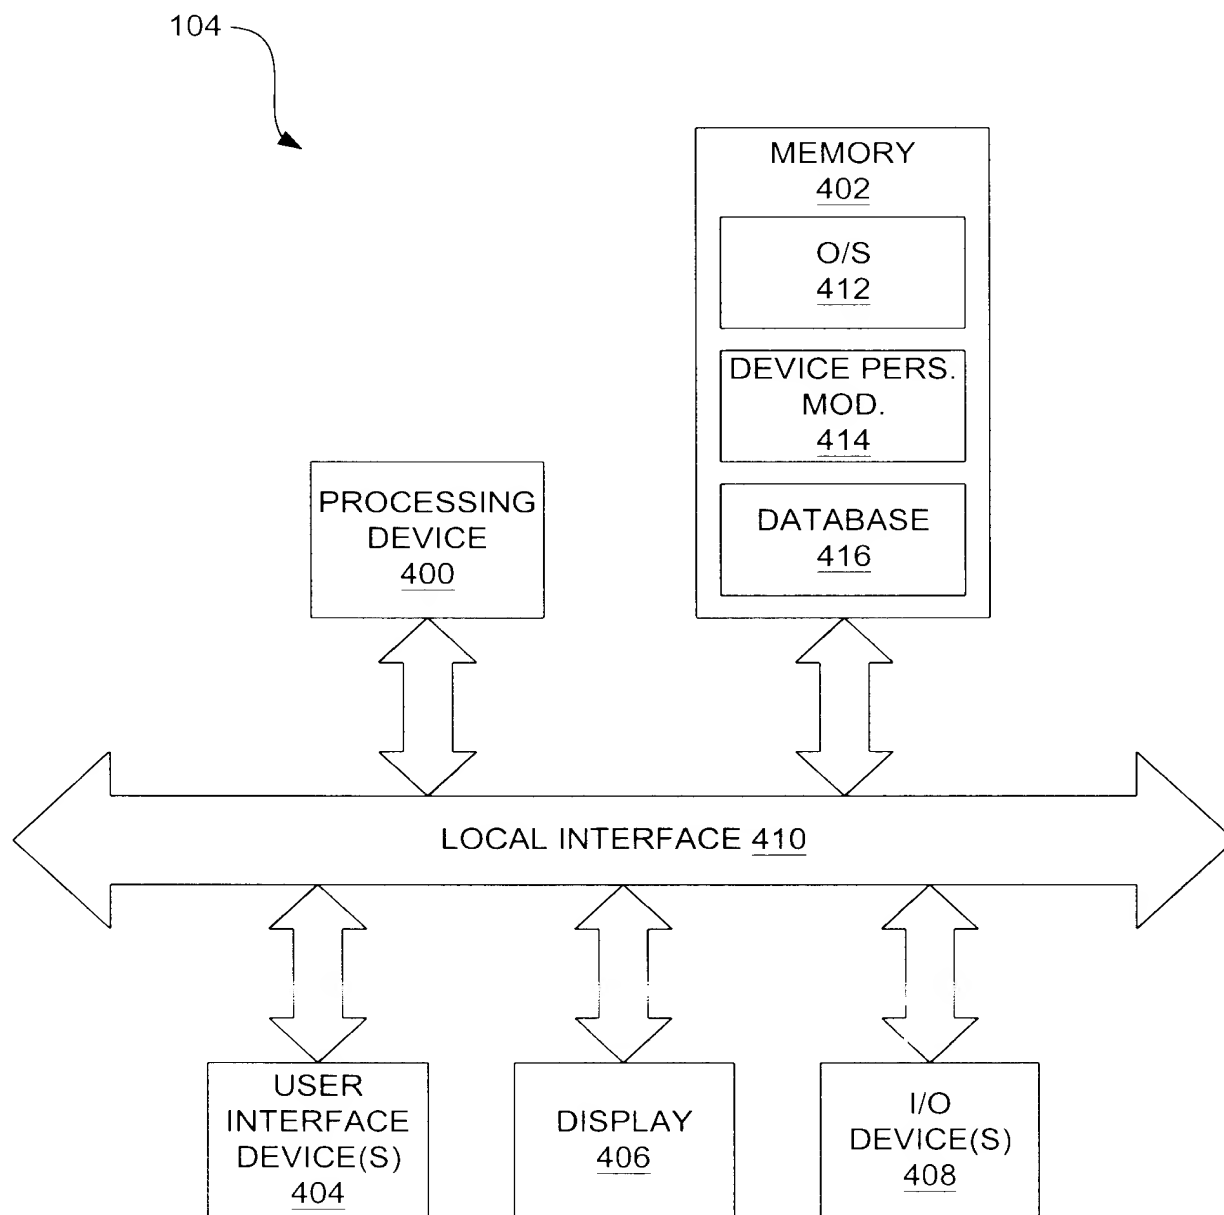 104
MEMORY
402
O/S
412
DEVICE PERS.
MOD.
414
DATABASE
416
PROCESSING
DEVICE
400
LOCAL INTERFACE 410
USER
INTERFACE
DEVICE(S)
404
DISPLAY
406
I/O
DEVICE(S)
408